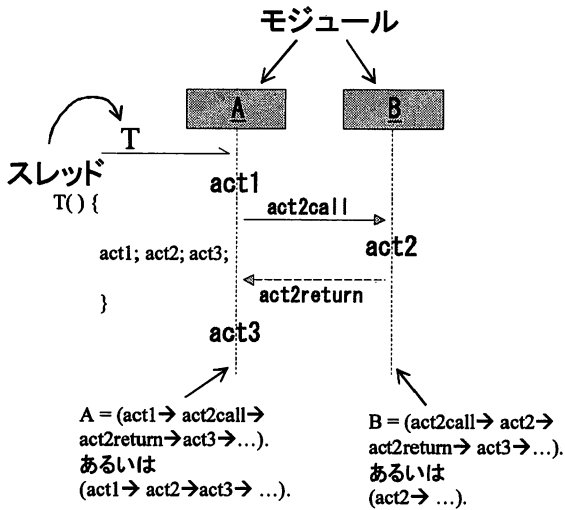 モジュール
A
B
T
スレッド
T( ) {
act1
act2call
act2
act1; act2; act3;
act2return
}
act3
A = (act1→ act2call→
act2return→act3→…).
あるいは
(act1→ act2→act3→ …).
B = (act2call→ act2→
act2return→ act3→…).
あるいは
(act2→ …).